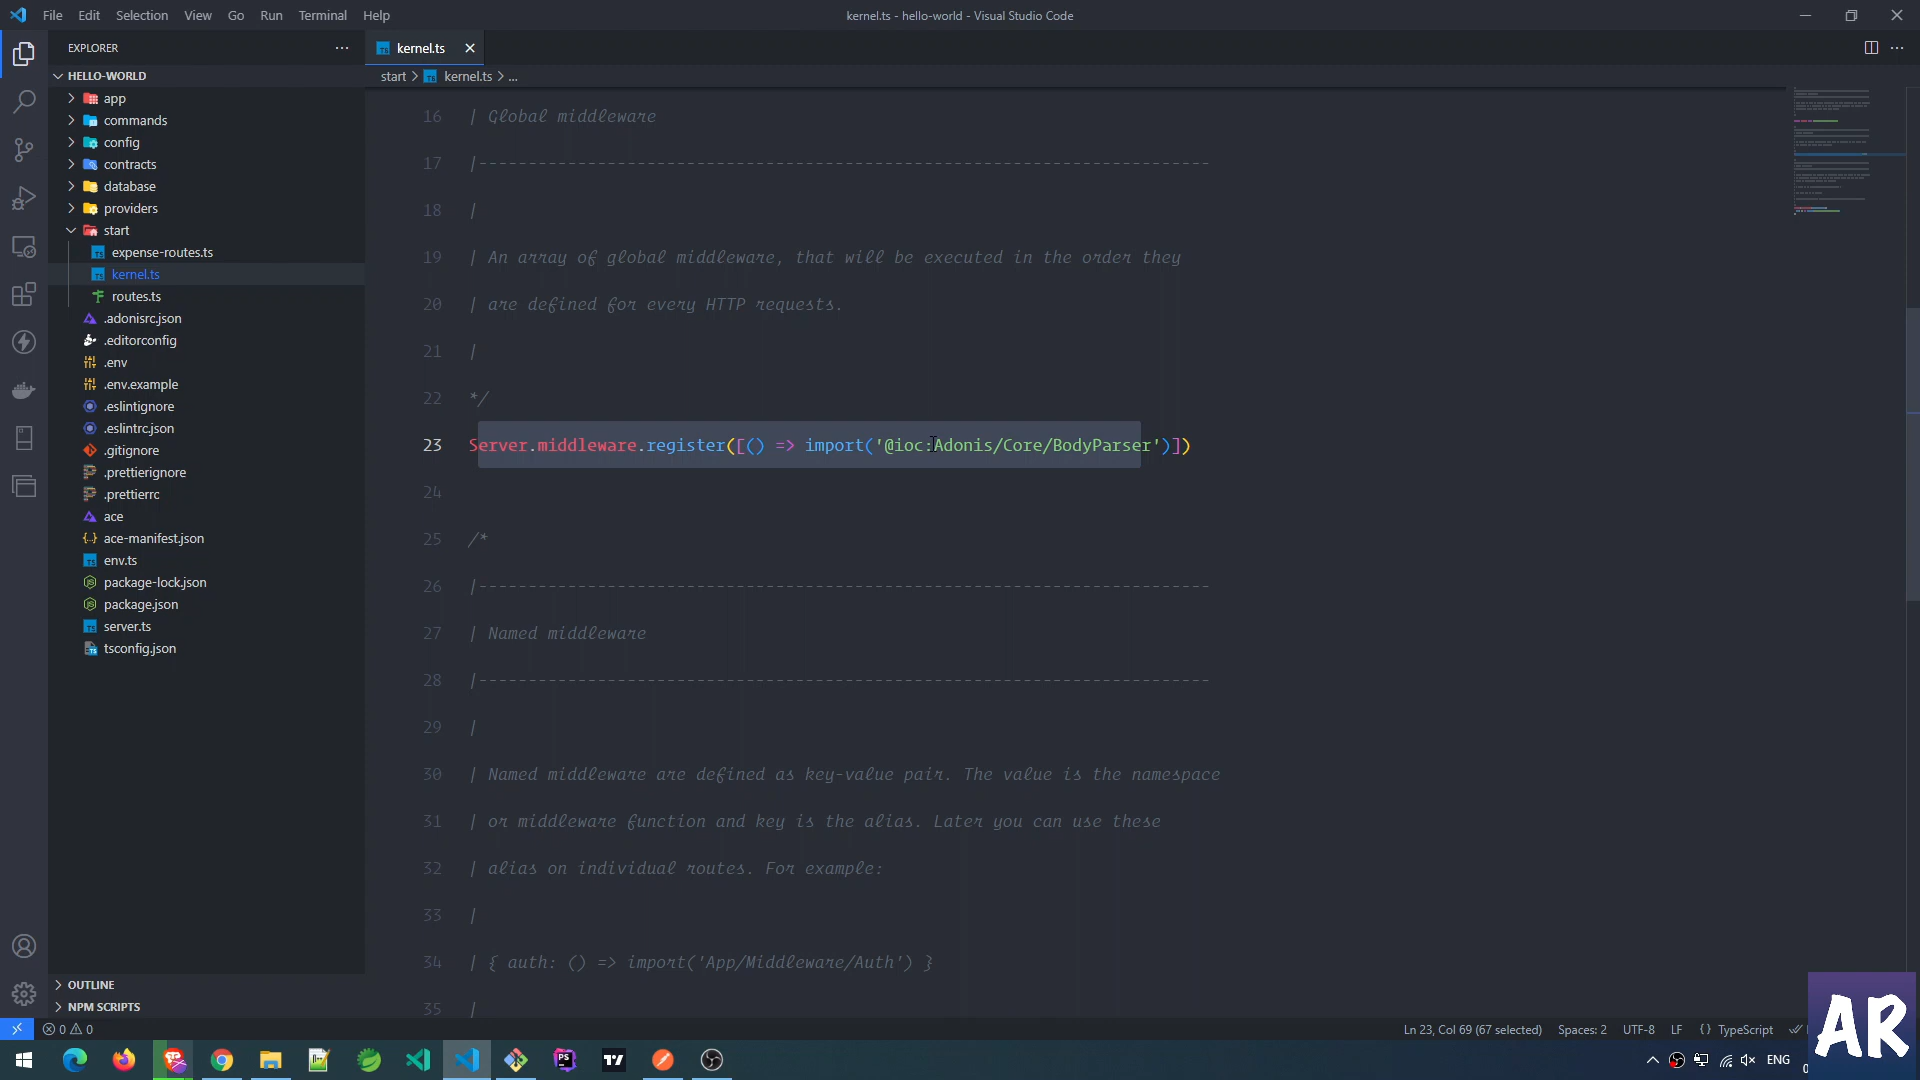 File Edit Selection View Go Run Terminal Help
kernel.ts - hello-world - Visual Studio Code
EXPLORER
HELLO-WORLD
app
commands
config
contracts
database
providers
start
expense-routes.ts
kernel.ts
routes.ts
.adonisrc.json
.editorconfig
.env
.env.example
.eslintignore
.eslintrc.json
.gitignore
.prettierignore
.prettierrc
ace
ace-manifest.json
env.ts
package-lock.json
package.json
server.ts
tsconfig.json
OUTLINE
NPM SCRIPTS
kernel.ts
start > kernel.ts > ...
16 | Global middleware
17 |--------------------------------------------------------------------------
18 |
19 | An array of global middleware, that will be executed in the order they
20 | are defined for every HTTP requests.
21 |
22 */
23 Server.middleware.register([() => import('@ioc:Adonis/Core/BodyParser')])
24
25 /*
26 |--------------------------------------------------------------------------
27 | Named middleware
28 |--------------------------------------------------------------------------
29 |
30 | Named middleware are defined as key-value pair. The value is the namespace
31 | or middleware function and key is the alias. Later you can use these
32 | alias on individual routes. For example:
33 |
34 | { auth: () => import('App/Middleware/Auth') }
35 |
0 0
Ln 23, Col 69 (67 selected) Spaces: 2 UTF-8 LF {} TypeScript
PS
ENG
AR